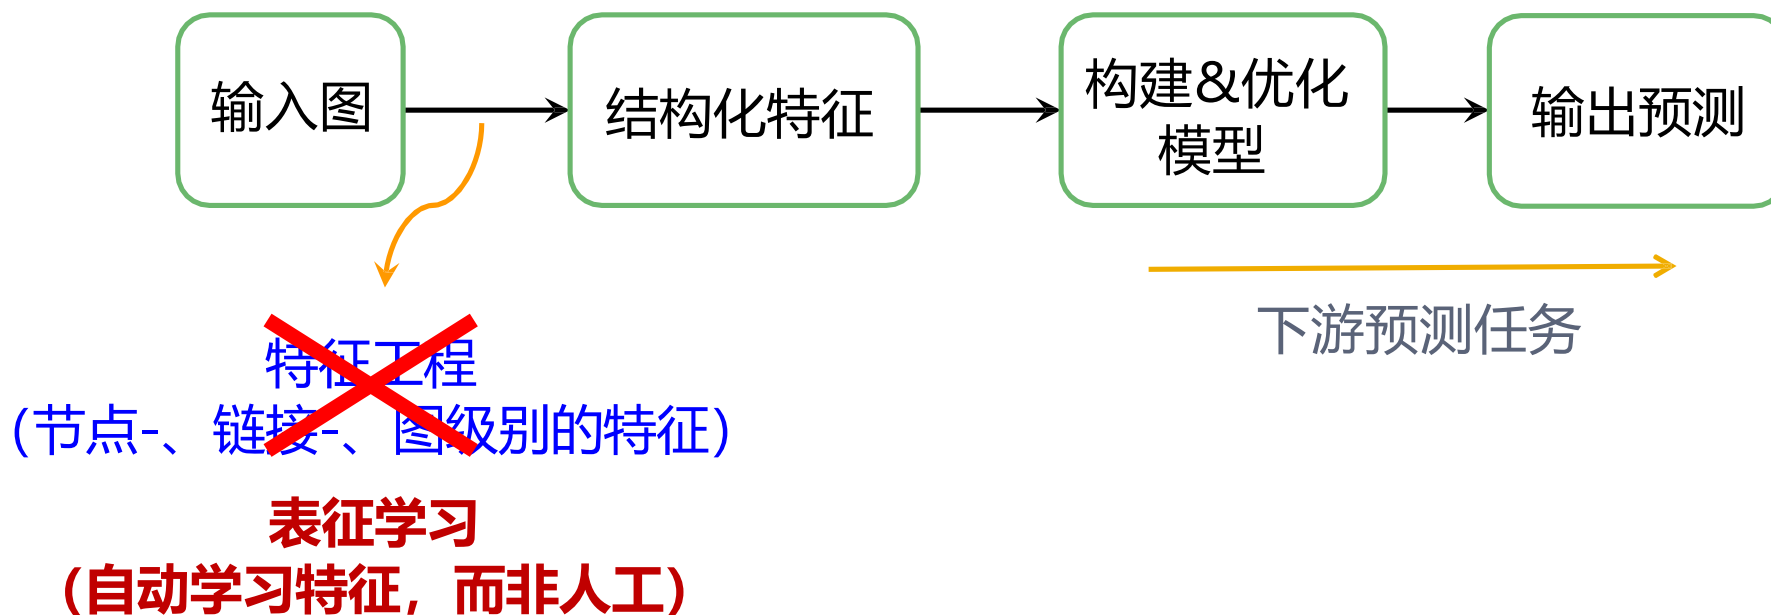 输入图
结构化特征
构建&优化
模型
输出预测
下游预测任务
特征工程
（节点-、链接-、图级别的特征）
表征学习
（自动学习特征，而非人工）